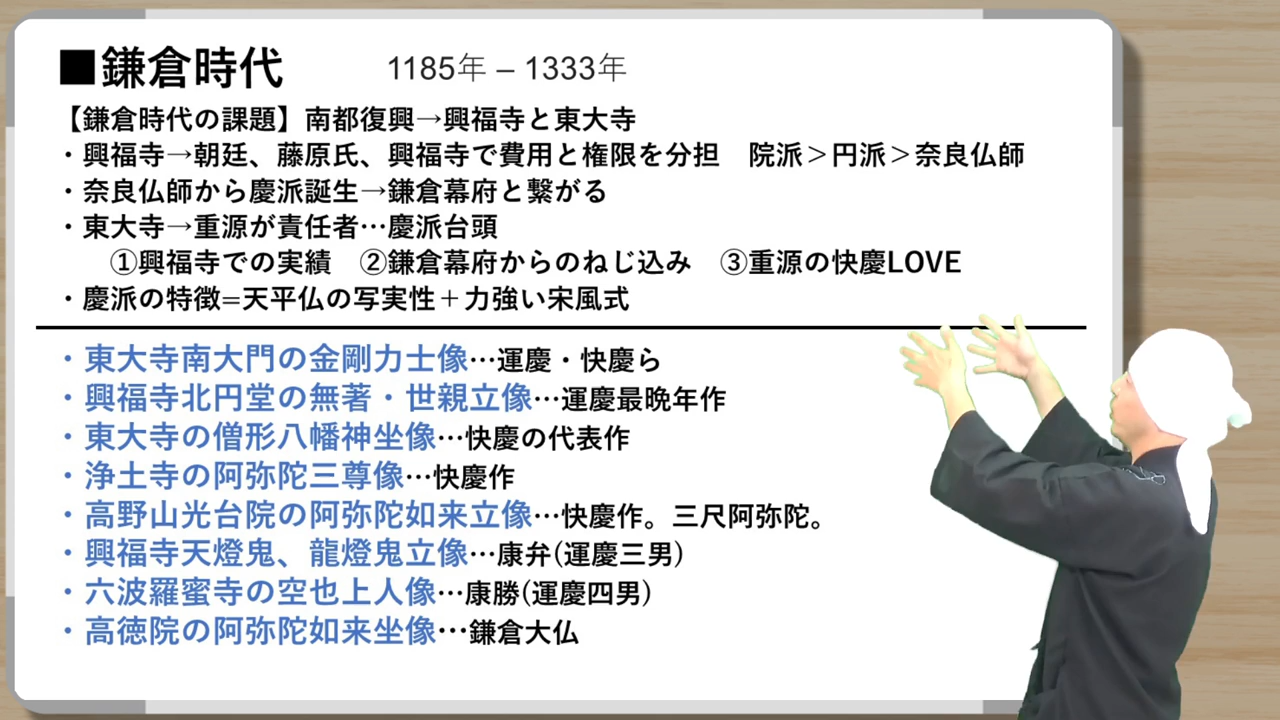 ■鎌倉時代 1185年 – 1333年
【鎌倉時代の課題】南都復興→興福寺と東大寺
・興福寺→朝廷、藤原氏、興福寺で費用と権限を分担 院派＞円派＞奈良仏師
・奈良仏師から慶派誕生→鎌倉幕府と繋がる
・東大寺→重源が責任者…慶派台頭
①興福寺での実績 ②鎌倉幕府からのねじ込み ③重源の快慶LOVE
・慶派の特徴=天平仏の写実性＋力強い宋風式
・東大寺南大門の金剛力士像…運慶・快慶ら
・興福寺北円堂の無著・世親立像…運慶最晩年作
・東大寺の僧形八幡神坐像…快慶の代表作
・浄土寺の阿弥陀三尊像…快慶作
・高野山光台院の阿弥陀如来立像…快慶作。三尺阿弥陀。
・興福寺天燈鬼、龍燈鬼立像…康弁(運慶三男)
・六波羅蜜寺の空也上人像…康勝(運慶四男)
・高徳院の阿弥陀如来坐像…鎌倉大仏